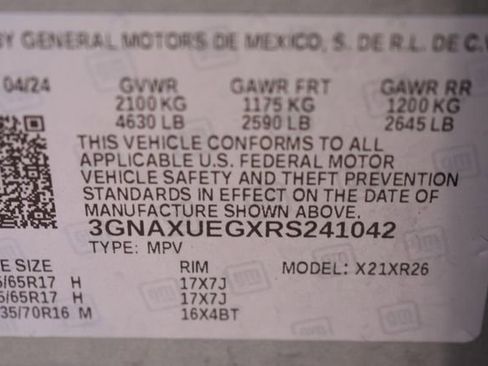 BY GENERAL MOTORS DE MEXICO, S. DE R.L. DE C.V
04/24 GVWR GAWR FRT GAWR RR
2100 KG 1175 KG 1200 KG
4630 LB 2590 LB 2645 LB
THIS VEHICLE CONFORMS TO ALL
APPLICABLE U.S. FEDERAL MOTOR
VEHICLE SAFETY AND THEFT PREVENTION
STANDARDS IN EFFECT ON THE DATE OF
MANUFACTURE SHOWN ABOVE.
3GNAXUEGXRS241042
TYPE: MPV MODEL: X21XR26
E SIZE RIM
5/65R17 H 17X7J
5/65R17 H 17X7J
35/70R16 M 16X4BT